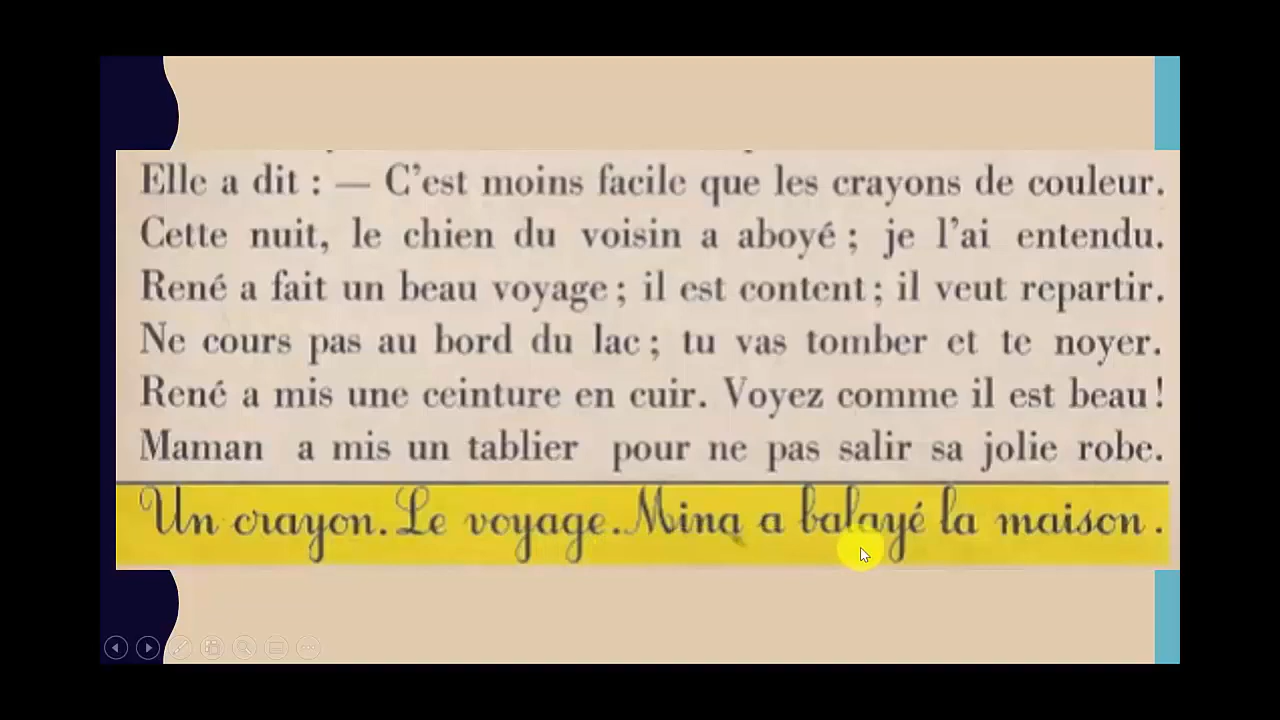 Elle a dit : — C'est moins facile que les crayons de couleur.
Cette nuit, le chien du voisin a aboyé ; je l'ai entendu.
René a fait un beau voyage ; il est content ; il veut repartir.
Ne cours pas au bord du lac ; tu vas tomber et te noyer.
René a mis une ceinture en cuir. Voyez comme il est beau !
Maman a mis un tablier pour ne pas salir sa jolie robe.
Un crayon. Le voyage. Mina a balayé la maison.